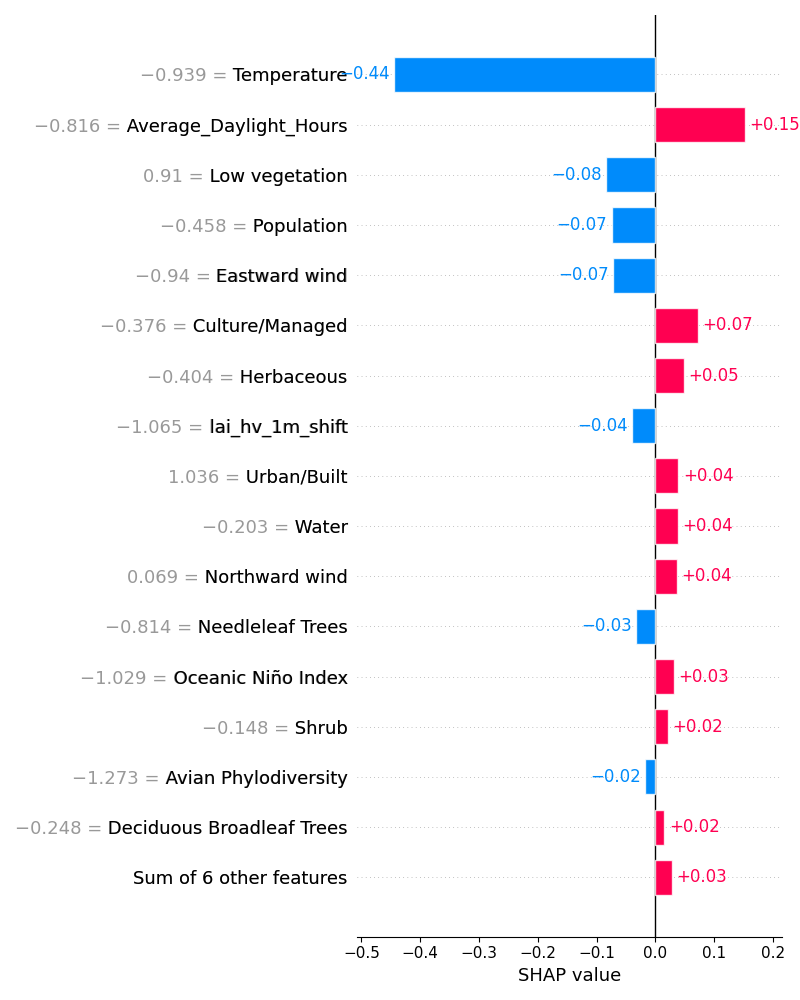 −0.939 = Temperature −0.44
−0.816 = Average_Daylight_Hours +0.15
0.91 = Low vegetation −0.08
−0.458 = Population −0.07
−0.94 = Eastward wind −0.07
−0.376 = Culture/Managed +0.07
−0.404 = Herbaceous +0.05
−1.065 = lai_hv_1m_shift −0.04
1.036 = Urban/Built +0.04
−0.203 = Water +0.04
0.069 = Northward wind +0.04
−0.814 = Needleleaf Trees −0.03
−1.029 = Oceanic Niño Index +0.03
−0.148 = Shrub +0.02
−1.273 = Avian Phylodiversity −0.02
−0.248 = Deciduous Broadleaf Trees +0.02
Sum of 6 other features +0.03
−0.5 −0.4 −0.3 −0.2 −0.1 0.0 0.1 0.2
SHAP value